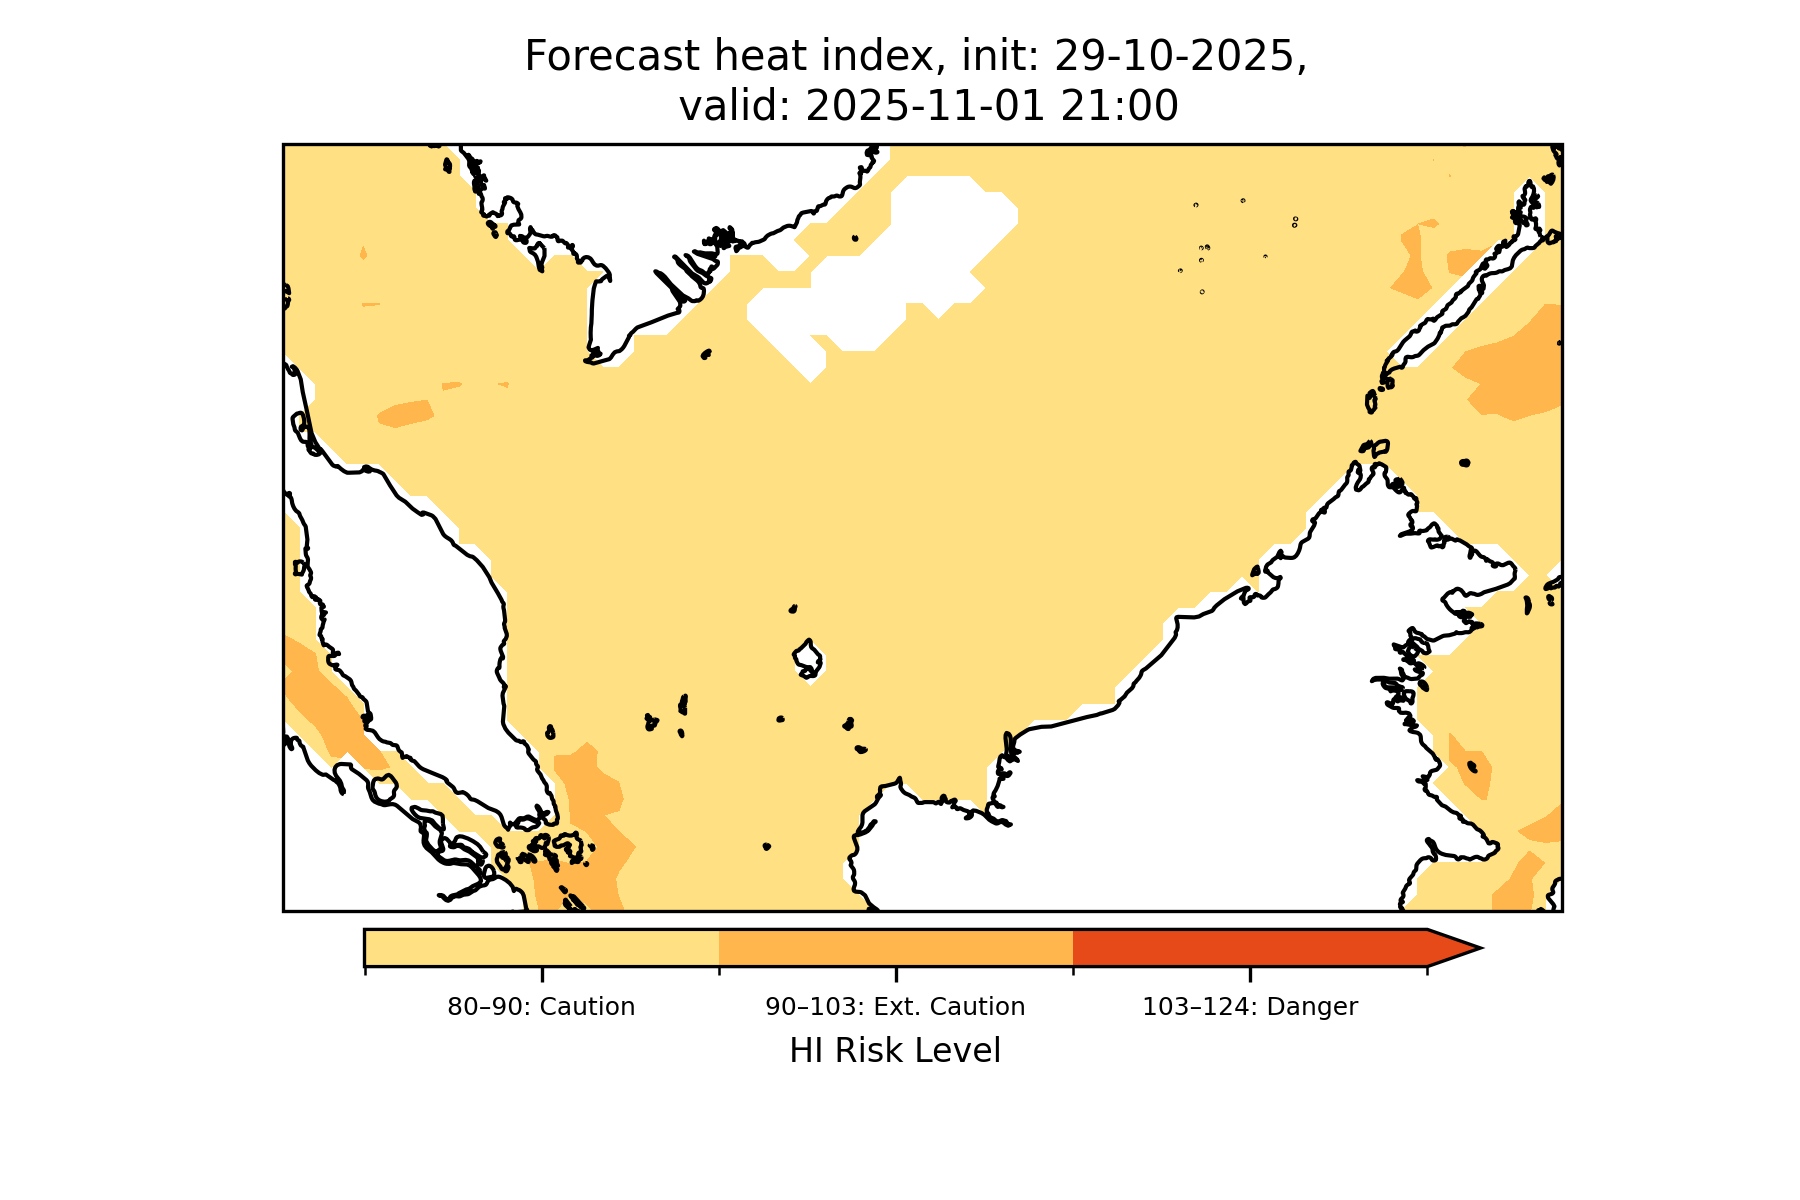 Forecast heat index, init: 29-10-2025,
valid: 2025-11-01 21:00
80–90: Caution
90–103: Ext. Caution
103–124: Danger
HI Risk Level